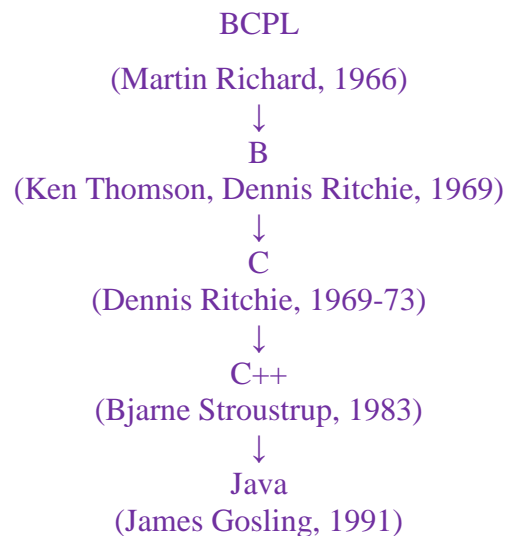 BCPL
(Martin Richard, 1966)
↓
B
(Ken Thomson, Dennis Ritchie, 1969)
↓
C
(Dennis Ritchie, 1969-73)
↓
C++
(Bjarne Stroustrup, 1983)
↓
Java
(James Gosling, 1991)